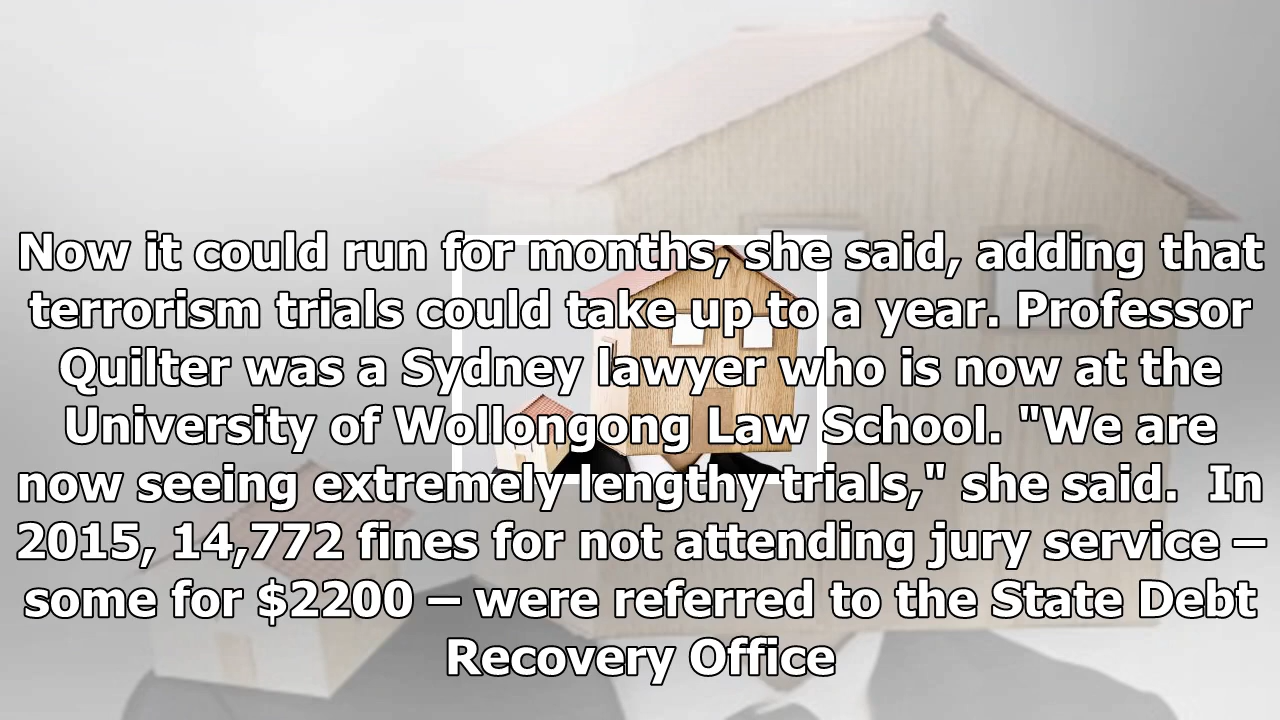 Now it could run for months, she said, adding that
terrorism trials could take up to a year. Professor
Quilter was a Sydney lawyer who is now at the
University of Wollongong Law School. "We are
now seeing extremely lengthy trials," she said.  In
2015, 14,772 fines for not attending jury service –
some for $2200 – were referred to the State Debt
Recovery Office